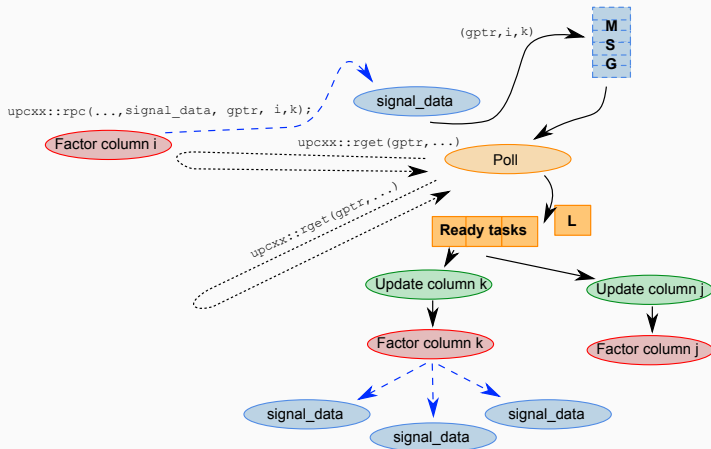 (gptr,i,k)
M
S
G
signal_data
upcxx::rpc(...,signal_data, gptr, i,k);
Factor column i
upcxx::rget(gptr,...)
Poll
upcxx::rget(gptr,...)
L
Ready tasks
Update column k
Update column j
Factor column k
Factor column j
signal_data
signal_data
signal_data